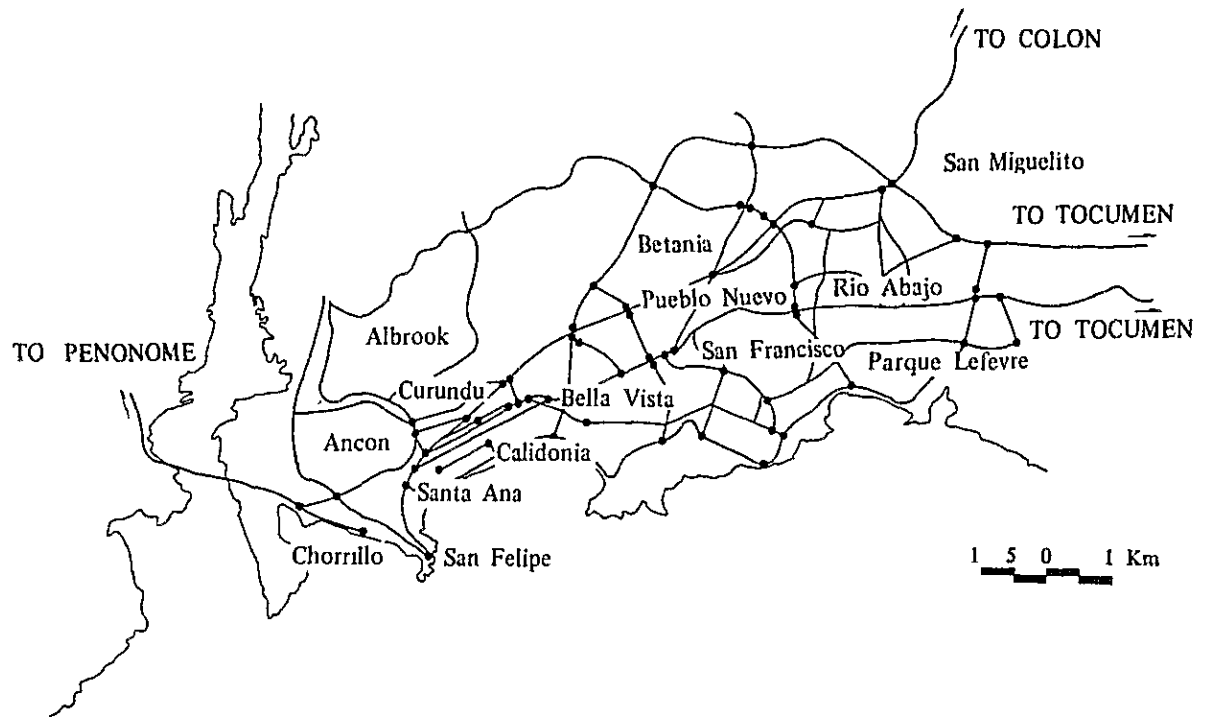 TO COLON
San Miguelito
TO TOCUMEN
Betania
Pueblo Nuevo
Rio Abajo
Albrook
TO TOCUMEN
TO PENONOME
San Francisco
Parque Lefevre
Curundu
Bella Vista
Ancon
Calidonia
Santa Ana
Chorrillo
San Felipe
1 5 0 1 Km